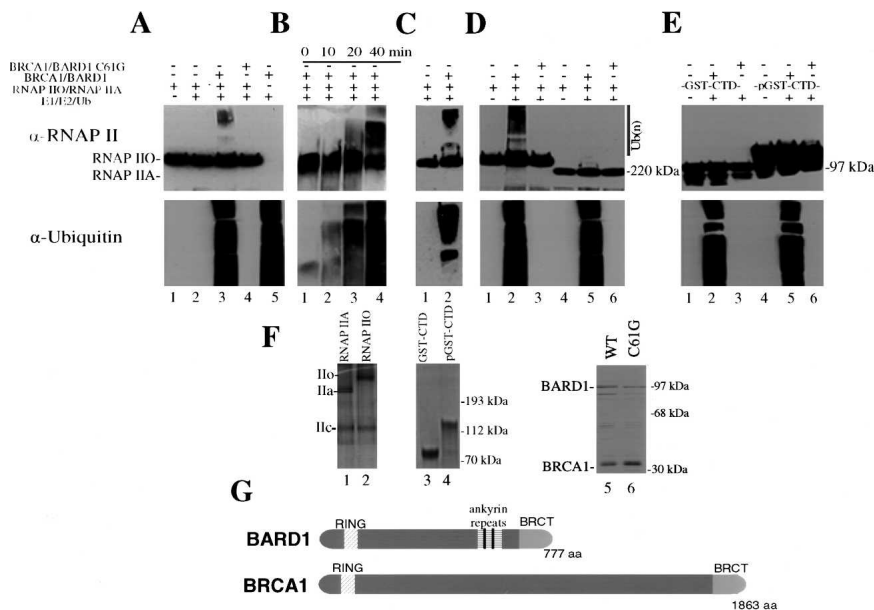 A
B
C
D
E
0 10 20 40 min
BRCA1/BARD1 C61G - - - - + - - - - - - - - - + - - + - - - - - +
BRCA1/BARD1 - - + - + + + + + - + - + - - + - - + - - + -
RNAP IIO/RNAP IIA - + + + - + + + + + + + + + + + + -GST-CTD- -pGST-CTD-
E1/E2/Ub
α-RNAP II
RNAP IIO-
RNAP IIA-
Ub(n)
-220 kDa
-97 kDa
α-Ubiquitin
1 2 3 4 5 1 2 3 4 1 2 1 2 3 4 5 6 1 2 3 4 5 6
F
RNAP IIA
RNAP IIO
GST-CTD
pGST-CTD
WT
C61G
IIo
IIa
IIc
-193 kDa
-112 kDa
-70 kDa
BARD1-
BRCA1-
-97 kDa
-68 kDa
-30 kDa
1 2 3 4 5 6
G
RING
ankyrin
repeats
BRCT
BARD1
777 aa
RING
BRCT
BRCA1
1863 aa